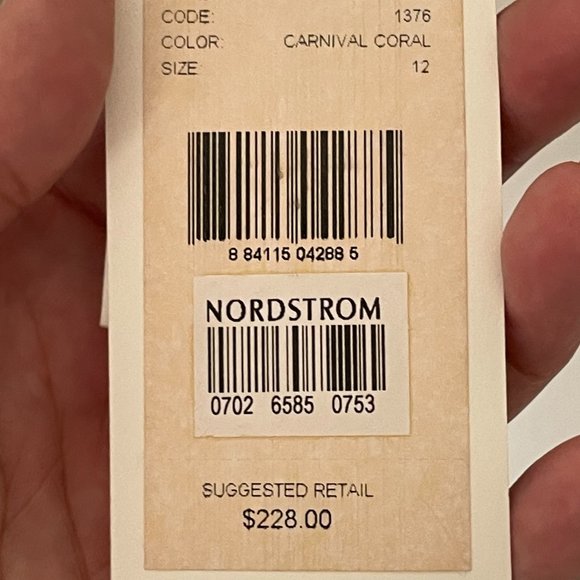 CODE: 1376
COLOR: CARNIVAL CORAL
SIZE 12
8 84115 04288 5
NORDSTROM
0702 6585 0753
SUGGESTED RETAIL
$228.00